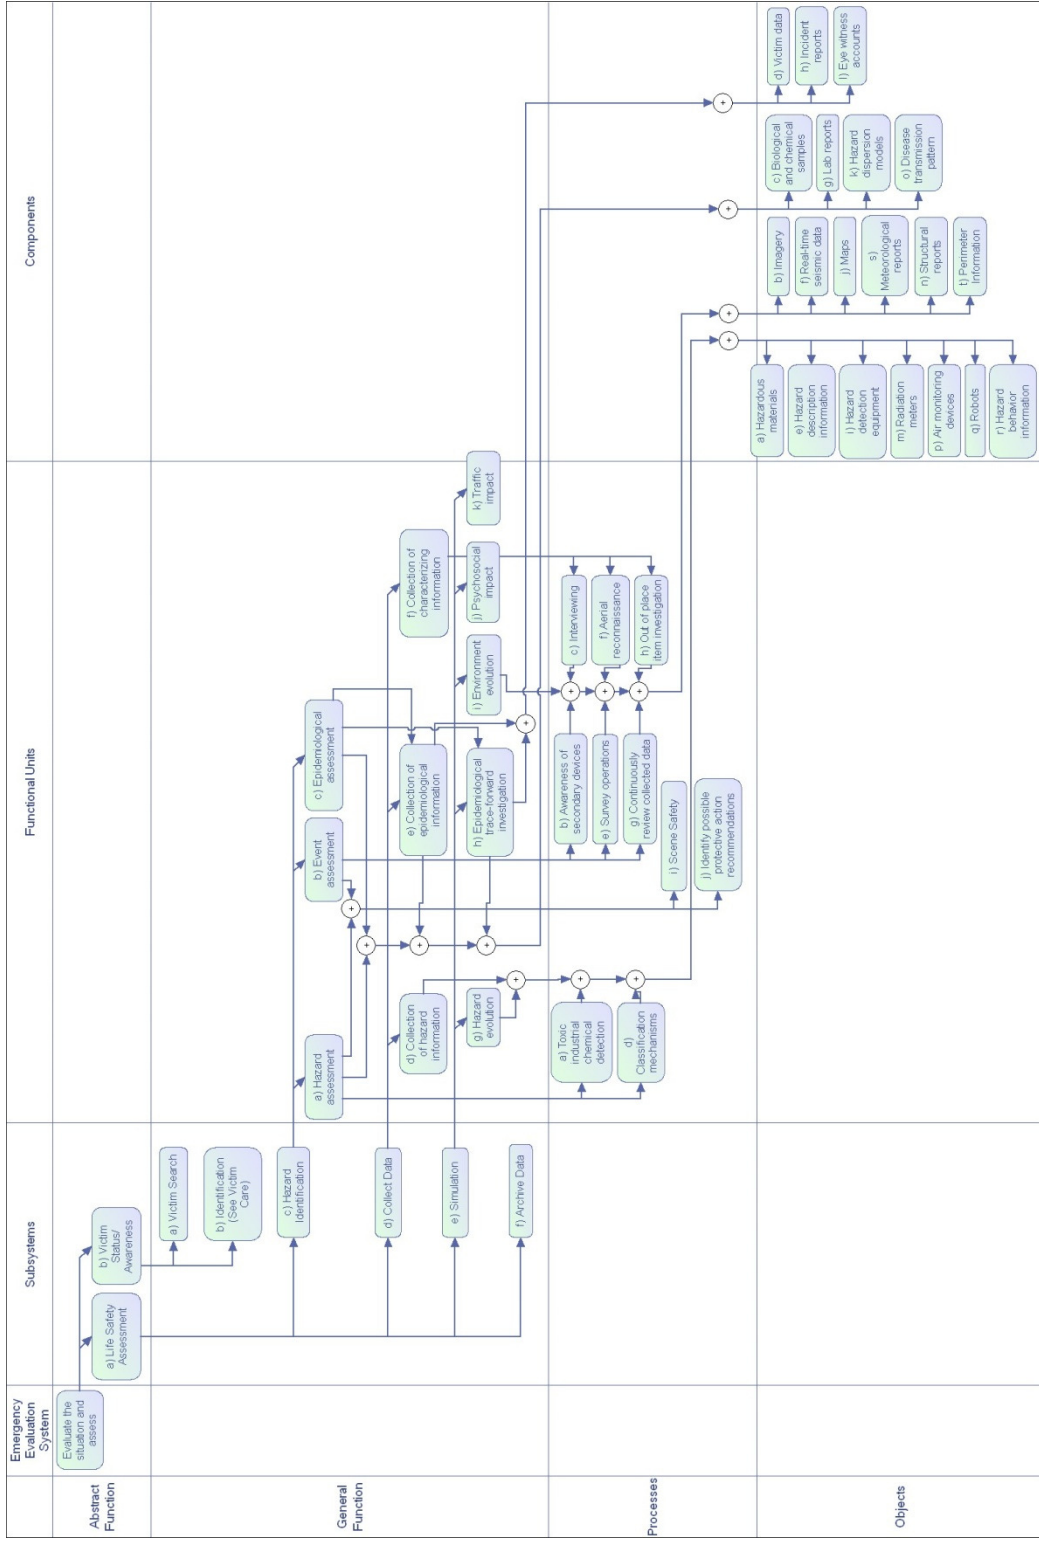 Emergency
Evaluation
System
Subsystems
Functional Units
Components
Abstract
Function
Evaluate the
situation and
assess
a) Life Safety
Assessment
b) Victim
Status/
Awareness
General
Function
a) Victim Search
b) Identification
(See Victim
Care)
c) Hazard
Identification
d) Collect Data
e) Simulation
f) Archive Data
a) Hazard
assessment
b) Event
assessment
c) Epidemiological
assessment
d) Collection
of hazard
information
e) Collection of
epidemiological
information
f) Collection of
characterizing
information
g) Hazard
evolution
h) Epidemiological
trace-forward
investigation
i) Environment
evolution
j) Psychosocial
impact
k) Traffic
impact
+
+
+
+
+
+
Processes
a) Toxic
industrial
chemical
detection
b) Awareness of
secondary devices
c) Interviewing
d)
Classification
mechanisms
e) Survey operations
f) Aerial
reconnaissance
g) Continuously
review collected data
h) Out of place
item investigation
i) Scene Safety
j) Identify possible
protective action
recommendations
+
+
+
+
+
+
+
+
+
Objects
a) Hazardous
materials
b) Imagery
c) Biological
and chemical
samples
d) Victim data
e) Hazard
description
information
f) Real-time
seismic data
g) Lab reports
h) Incident
reports
i) Hazard
detection
equipment
j) Maps
k) Hazard
dispersion
models
l) Eye witness
accounts
m) Radiation
meters
s)
Meteorological
reports
o) Disease
transmission
pattern
p) Air monitoring
devices
n) Structural
reports
q) Robots
t) Perimeter
Information
r) Hazard
behavior
information